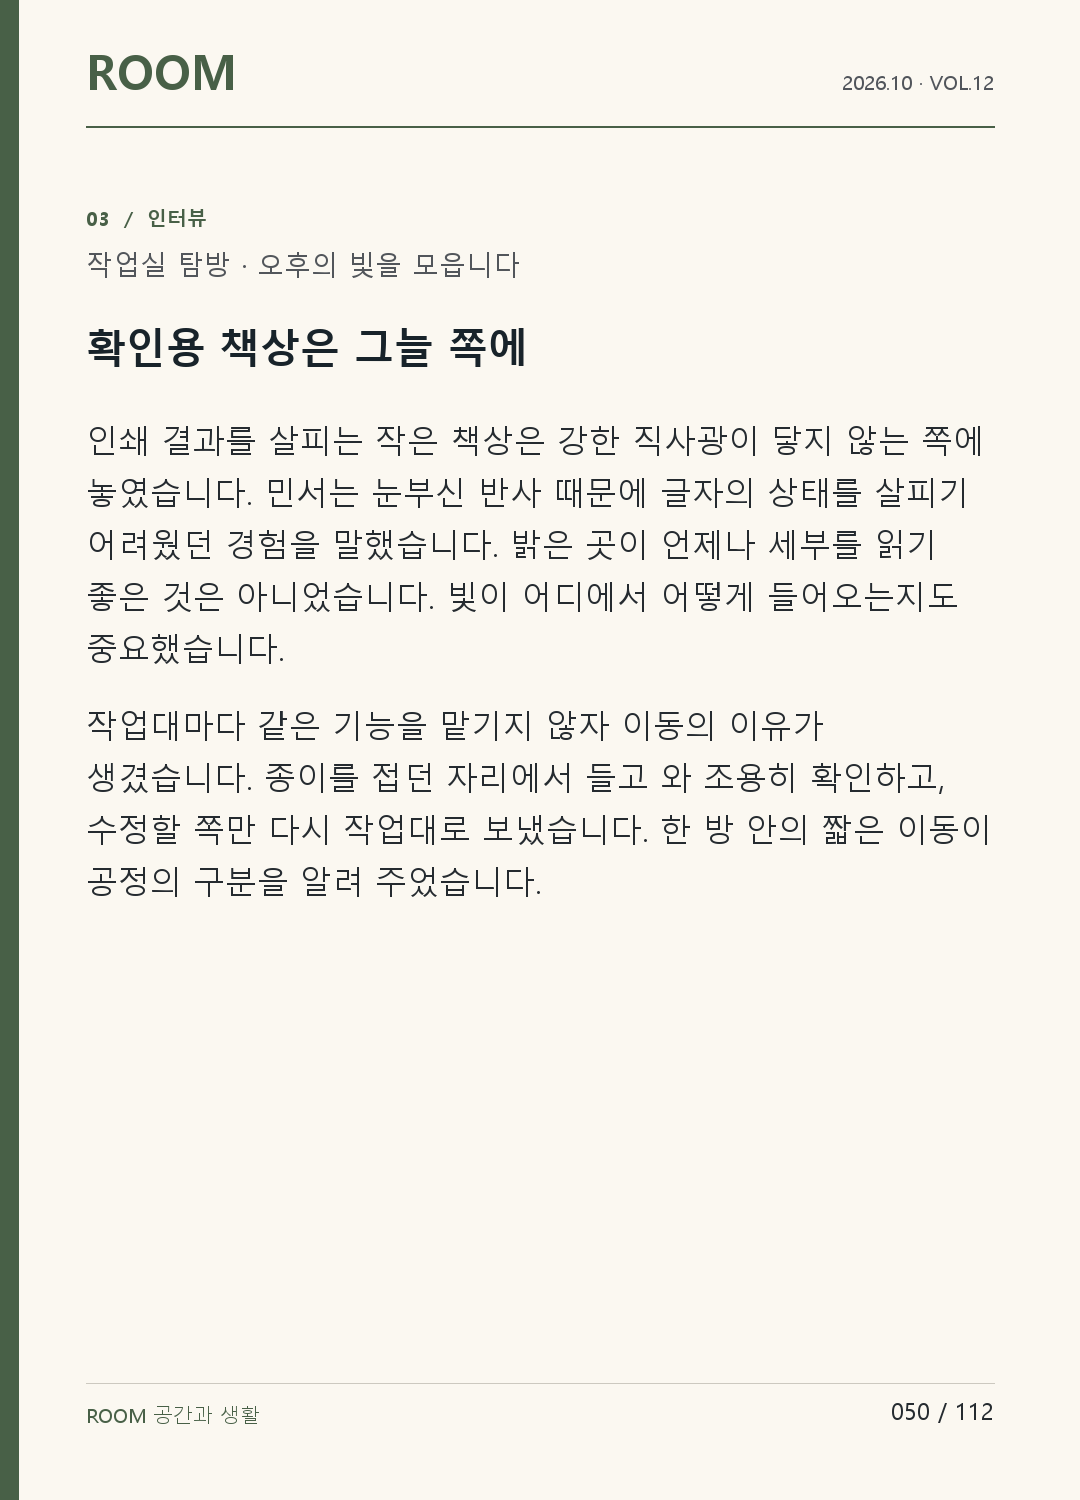 ROOM
2026.10 · VOL.12
03 / 인터뷰
작업실 탐방 · 오후의 빛을 모읍니다
확인용 책상은 그늘 쪽에
인쇄 결과를 살피는 작은 책상은 강한 직사광이 닿지 않는 쪽에
놓였습니다. 민서는 눈부신 반사 때문에 글자의 상태를 살피기
어려웠던 경험을 말했습니다. 밝은 곳이 언제나 세부를 읽기
좋은 것은 아니었습니다. 빛이 어디에서 어떻게 들어오는지도
중요했습니다.
작업대마다 같은 기능을 맡기지 않자 이동의 이유가
생겼습니다. 종이를 접던 자리에서 들고 와 조용히 확인하고,
수정할 쪽만 다시 작업대로 보냈습니다. 한 방 안의 짧은 이동이
공정의 구분을 알려 주었습니다.
ROOM 공간과 생활
050 / 112